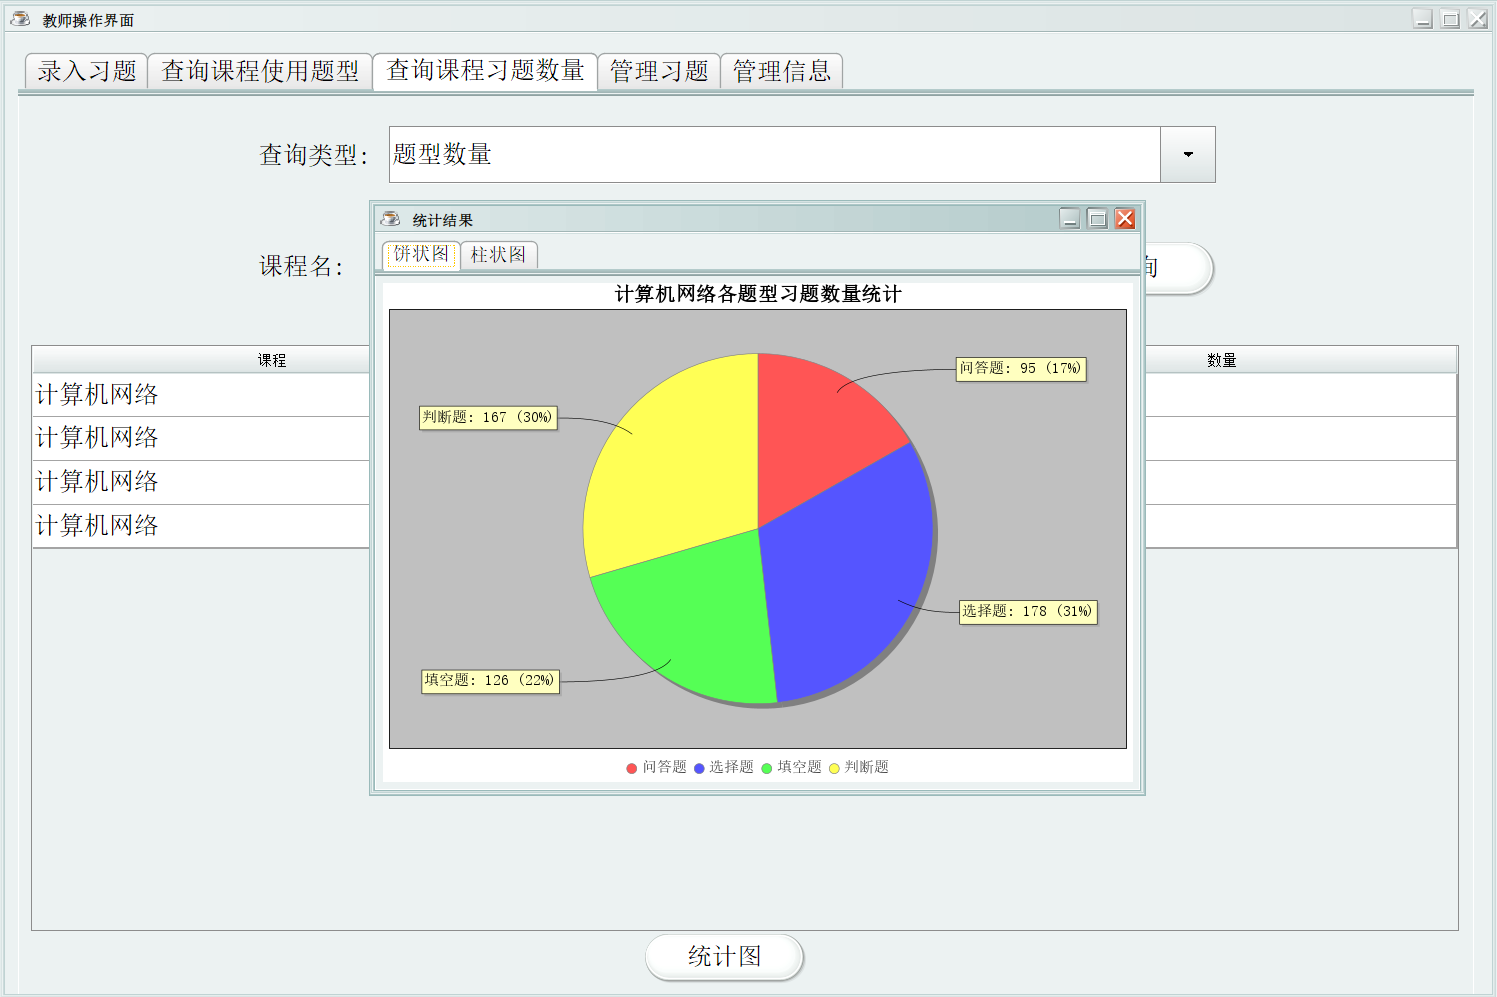 教师操作界面
录入习题 查询课程使用题型 查询课程习题数量 管理习题 管理信息
查询类型: 题型数量
课程名:
询
课程 数量
计算机网络
计算机网络
计算机网络
计算机网络
统计结果
饼状图 柱状图
计算机网络各题型习题数量统计
问答题: 95 (17%)
判断题: 167 (30%)
选择题: 178 (31%)
填空题: 126 (22%)
问答题 选择题 填空题 判断题
统计图